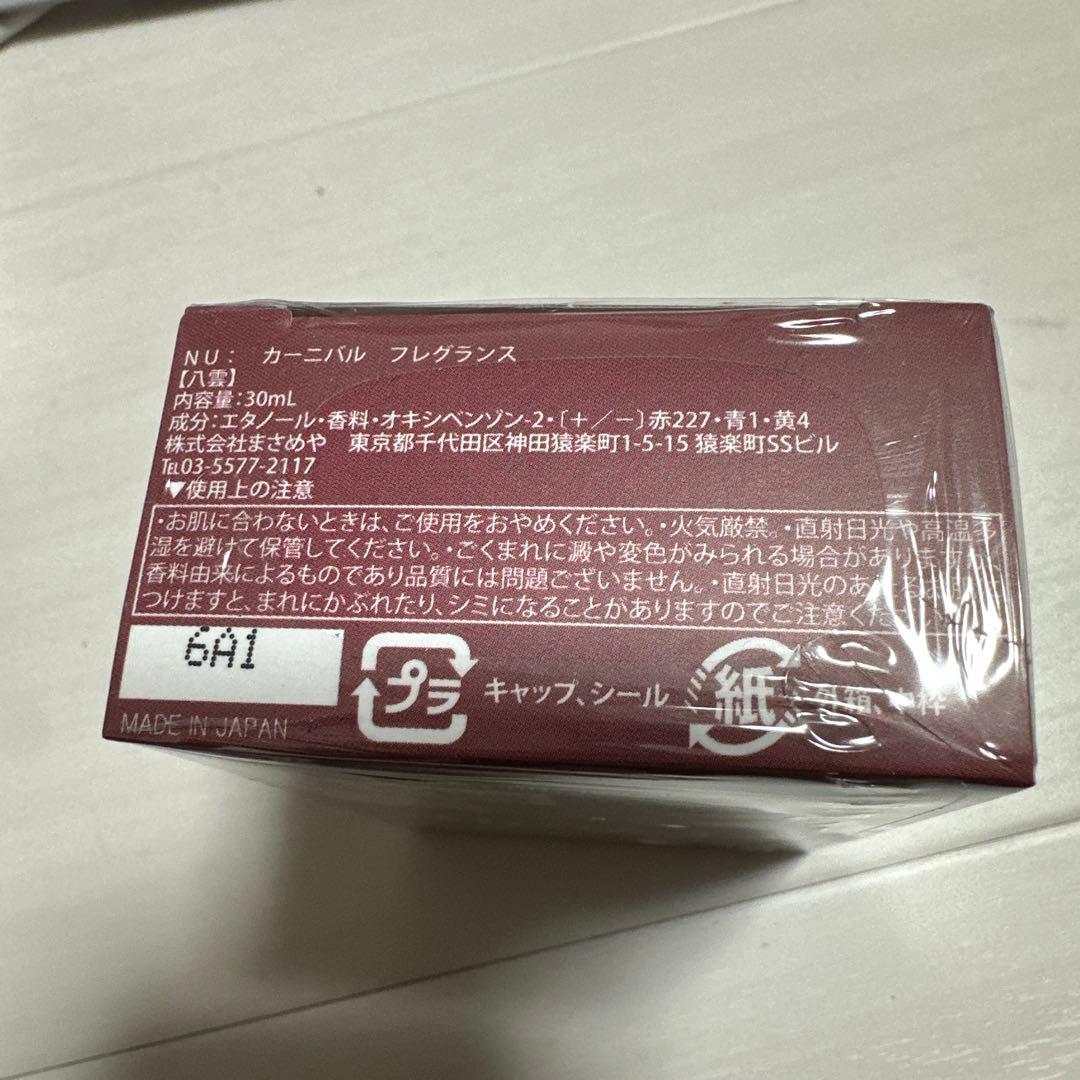 NU： カーニバル フレグランス
【八雲】
内容量：30mL
成分：エタノール・香料・オキシベンゾン-2・〔＋／－〕赤227・青1・黄4
株式会社まさめや 東京都千代田区神田猿楽町1-5-15 猿楽町SSビル
℡03-5577-2117
▼使用上の注意
・お肌に合わないときは、ご使用をおやめください。・火気厳禁。・直射日光や高温多
湿を避けて保管してください。・ごくまれに澱や変色がみられる場合がありますが、
香料由来によるものであり品質には問題ございません。・直射日光のあ
つけますと、まれにかぶれたり、シミになることがありますのでご注意くだ
6A1
プラ キャップ、シール 紙 外箱、中枠
MADE IN JAPAN